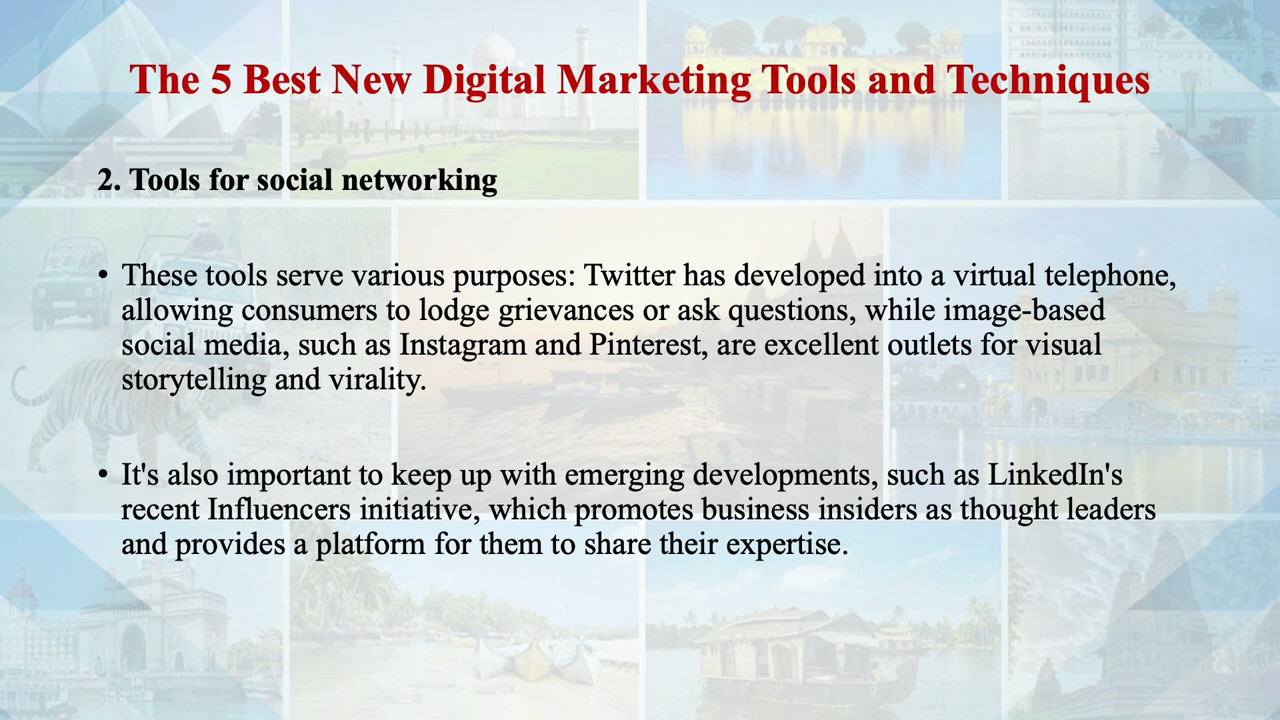 The 5 Best New Digital Marketing Tools and Techniques
2. Tools for social networking
• These tools serve various purposes: Twitter has developed into a virtual telephone,
allowing consumers to lodge grievances or ask questions, while image-based
social media, such as Instagram and Pinterest, are excellent outlets for visual
storytelling and virality.
• It's also important to keep up with emerging developments, such as LinkedIn's
recent Influencers initiative, which promotes business insiders as thought leaders
and provides a platform for them to share their expertise.